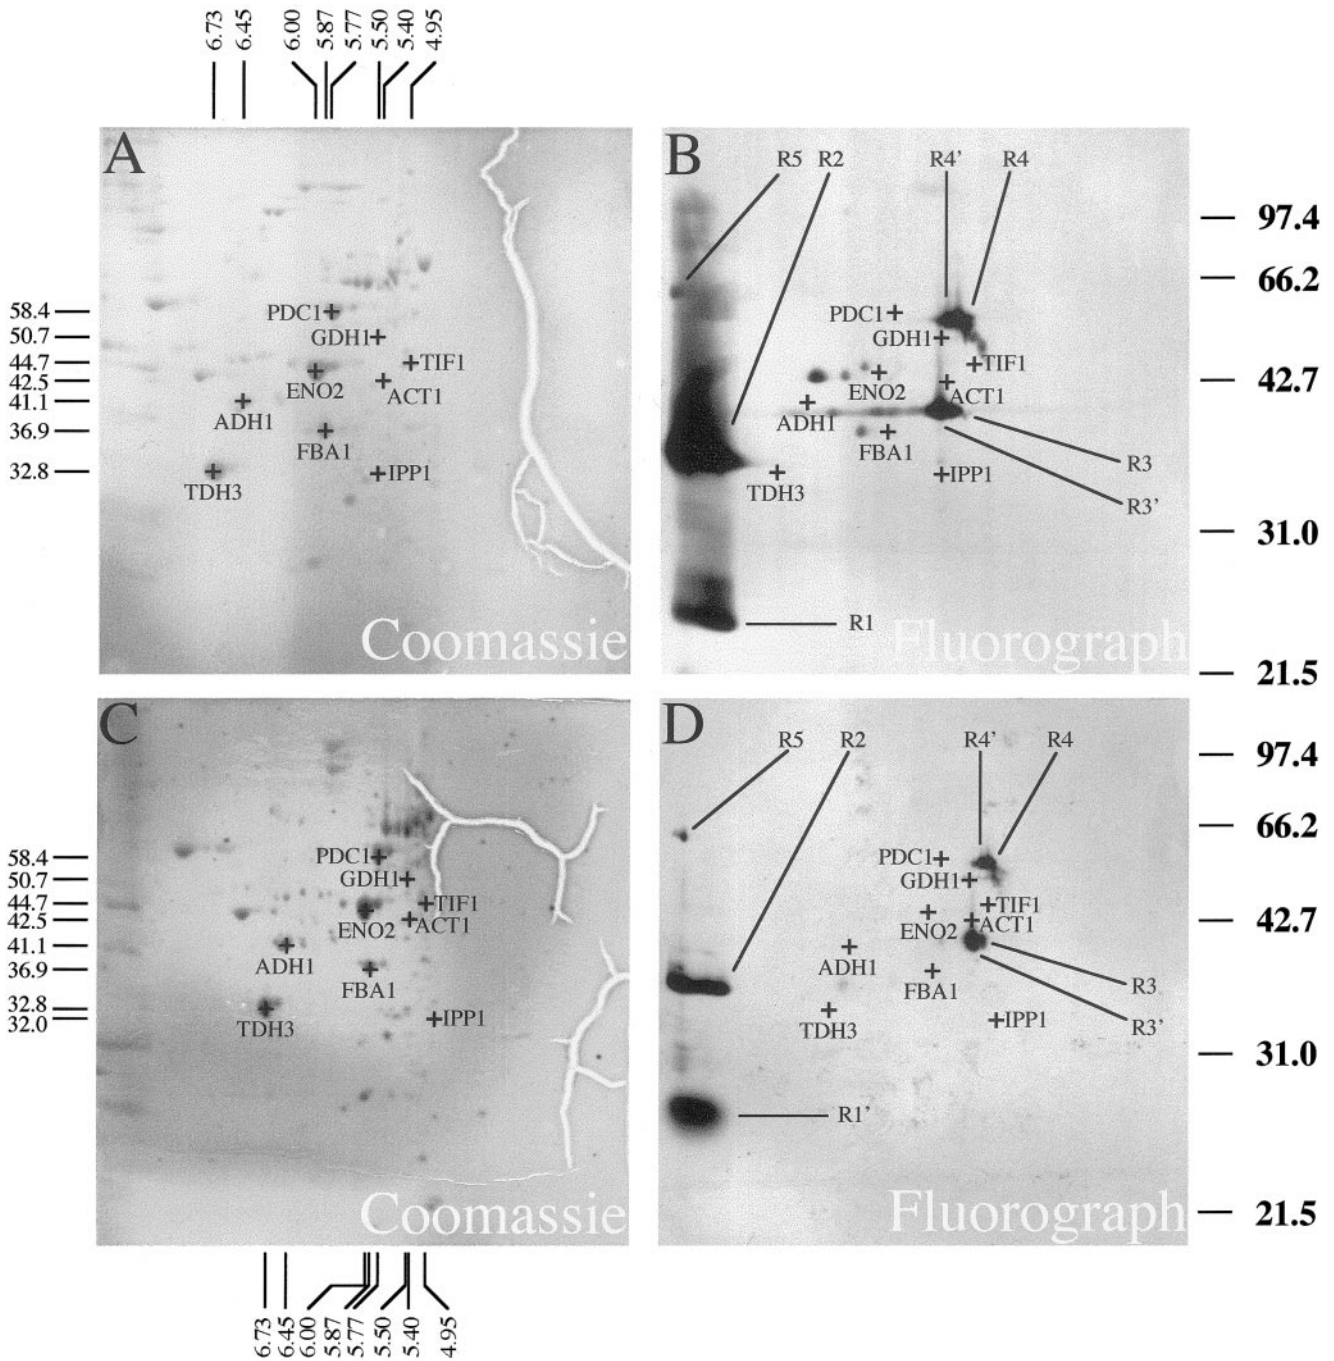 6.73 6.45 6.00 5.87 5.77 5.50 5.40 4.95
A
58.4
50.7
44.7
42.5
41.1
36.9
32.8
PDC1
GDH1
TIF1
ENO2
ACT1
ADH1
FBA1
TDH3
IPP1
Coomassie
B
R5 R2 R4' R4
PDC1
GDH1
TIF1
ENO2
ACT1
ADH1
FBA1
R3
TDH3
IPP1
R3'
R1
Fluorograph
97.4
66.2
42.7
31.0
21.5
C
58.4
50.7
44.7
42.5
41.1
36.9
32.8
32.0
PDC1
GDH1
TIF1
ENO2
ACT1
ADH1
FBA1
TDH3
IPP1
Coomassie
D
R5 R2 R4' R4
PDC1
GDH1
TIF1
ENO2
ACT1
ADH1
FBA1
R3
TDH3
IPP1
R3'
R1'
Fluorograph
97.4
66.2
42.7
31.0
21.5
6.73 6.45 6.00 5.87 5.77 5.50 5.40 4.95